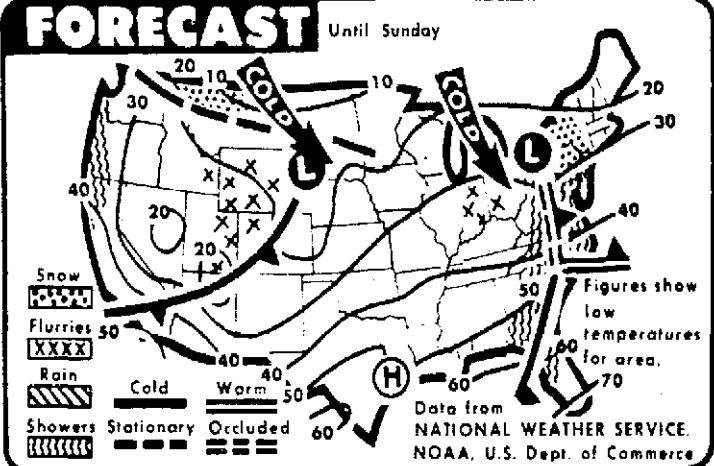 FORECAST Until Sunday
20
10
COLD
10
COLD
20
30
30
L
L
40
20
40
20
Snow
50
Figures show
low
temperatures
for area.
Flurries
XXXX
50
40
60
Rain
Cold
Warm
40
50
H
60
70
Showers
Stationary
Occluded
60
Data from
NATIONAL WEATHER SERVICE.
NOAA, U.S. Dept. of Commerce